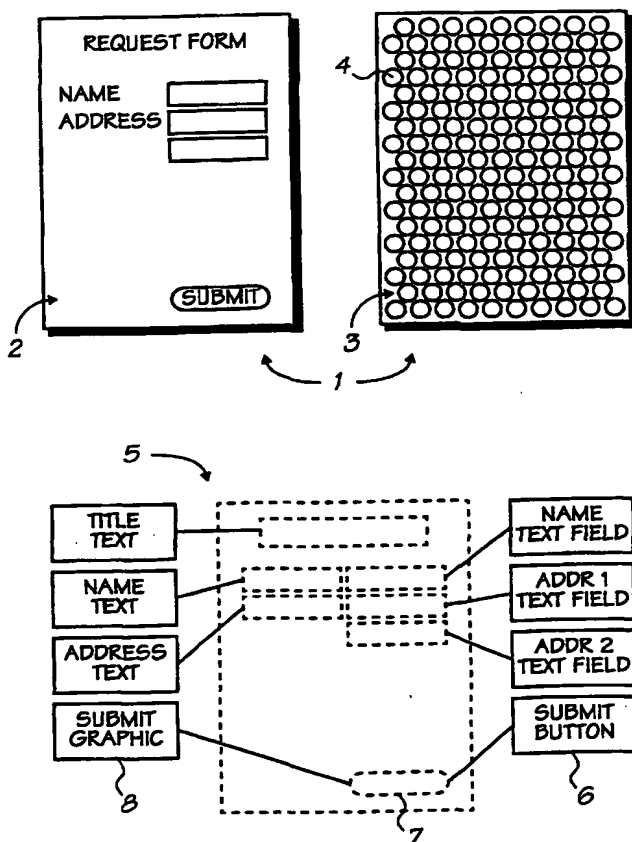 REQUEST FORM
NAME
ADDRESS
SUBMIT
2
4
3
1
5
TITLE
TEXT
NAME
TEXT
ADDRESS
TEXT
SUBMIT
GRAPHIC
8
NAME
TEXT FIELD
ADDR 1
TEXT FIELD
ADDR 2
TEXT FIELD
SUBMIT
BUTTON
6
7